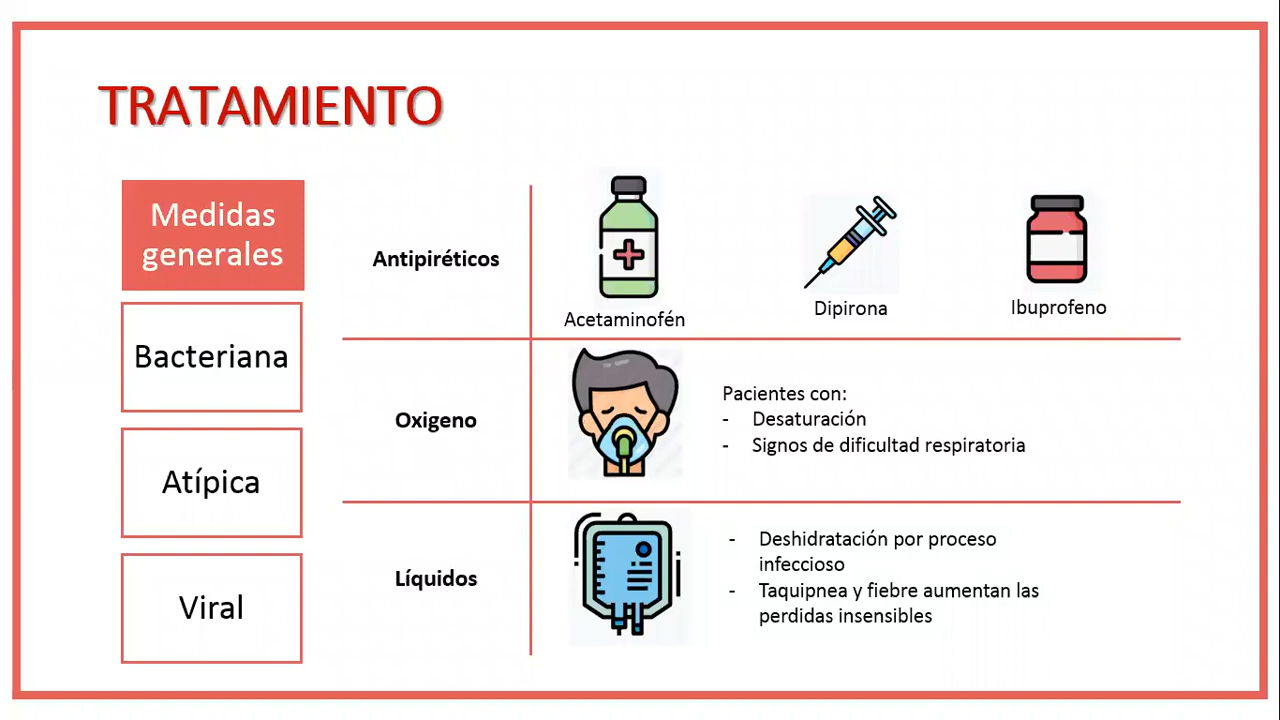 TRATAMIENTO
Medidas
generales
Bacteriana
Atípica
Viral
Antipiréticos
Acetaminofén
Dipirona
Ibuprofeno
Oxigeno
Pacientes con:
- Desaturación
- Signos de dificultad respiratoria
Líquidos
- Deshidratación por proceso
infeccioso
- Taquipnea y fiebre aumentan las
perdidas insensibles